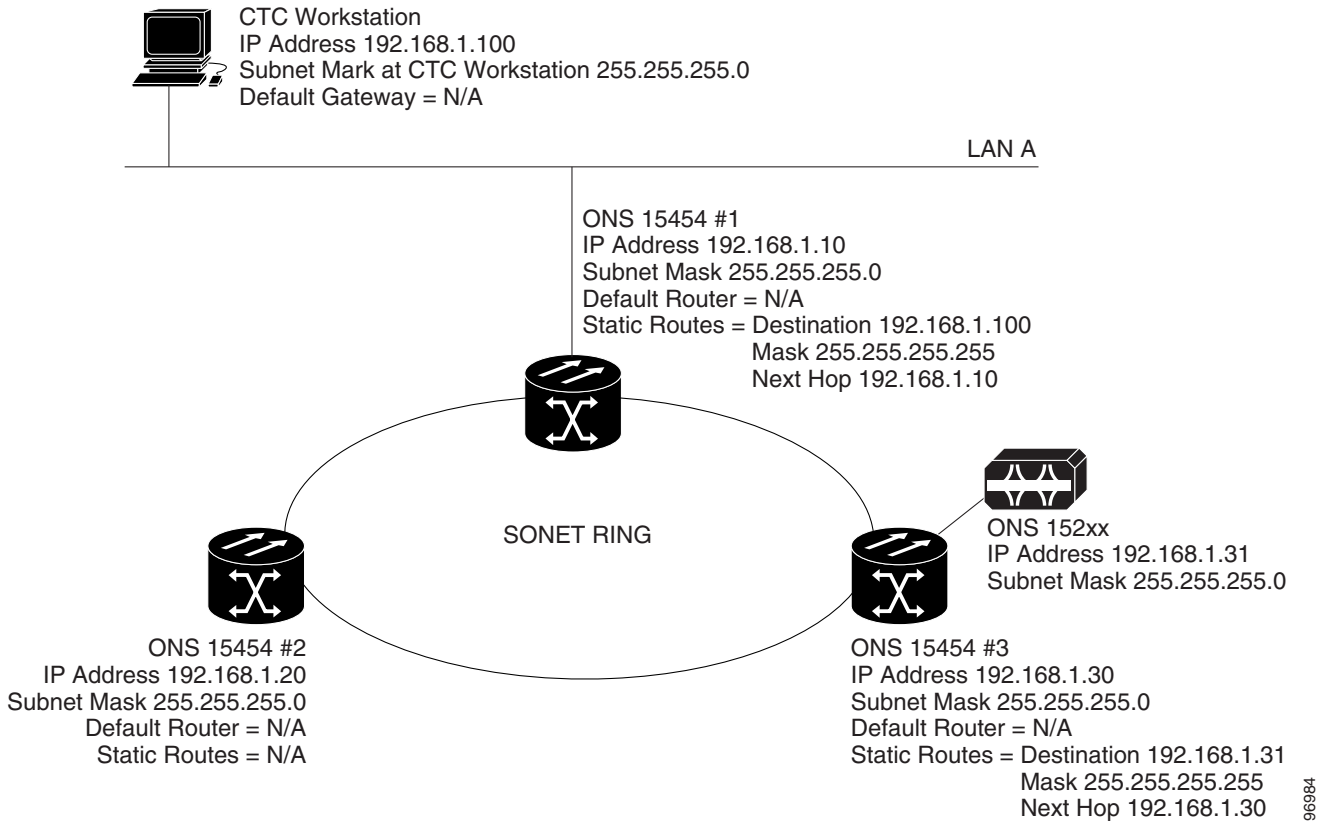 CTC Workstation
IP Address 192.168.1.100
Subnet Mark at CTC Workstation 255.255.255.0
Default Gateway = N/A
LAN A
ONS 15454 #1
IP Address 192.168.1.10
Subnet Mask 255.255.255.0
Default Router = N/A
Static Routes = Destination 192.168.1.100
Mask 255.255.255.255
Next Hop 192.168.1.10
SONET RING
ONS 152xx
IP Address 192.168.1.31
Subnet Mask 255.255.255.0
ONS 15454 #2
IP Address 192.168.1.20
Subnet Mask 255.255.255.0
Default Router = N/A
Static Routes = N/A
ONS 15454 #3
IP Address 192.168.1.30
Subnet Mask 255.255.255.0
Default Router = N/A
Static Routes = Destination 192.168.1.31
Mask 255.255.255.255
Next Hop 192.168.1.30
96984